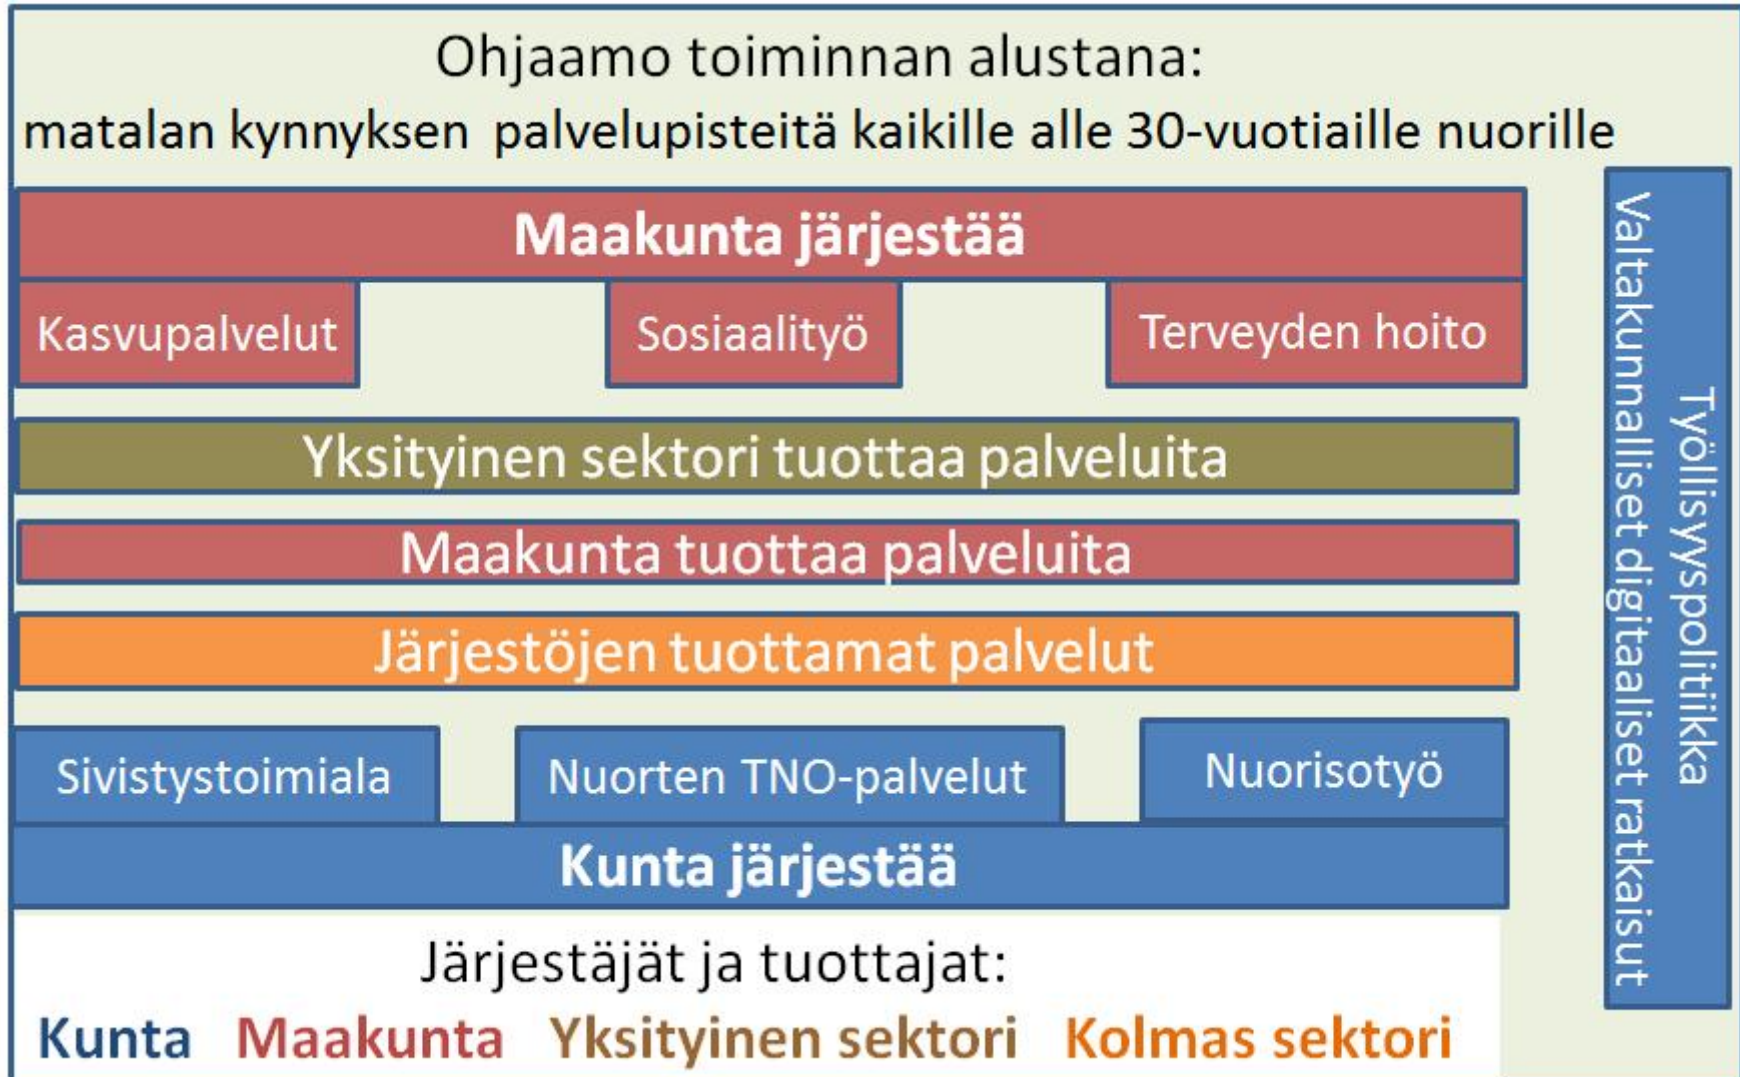 Ohjaamo toiminnan alustana:
matalan kynnyksen palvelupisteitä kaikille alle 30-vuotiaille nuorille
Maakunta järjestää
Kasvupalvelut
Sosiaalityö
Terveyden hoito
Yksityinen sektori tuottaa palveluita
Maakunta tuottaa palveluita
Järjestöjen tuottamat palvelut
Sivistystoimiala
Nuorten TNO-palvelut
Nuorisotyö
Kunta järjestää
Työllisyyspolitiikka
Valtakunnalliset digitaaliset ratkaisut
Järjestäjät ja tuottajat:
Kunta Maakunta Yksityinen sektori Kolmas sektori